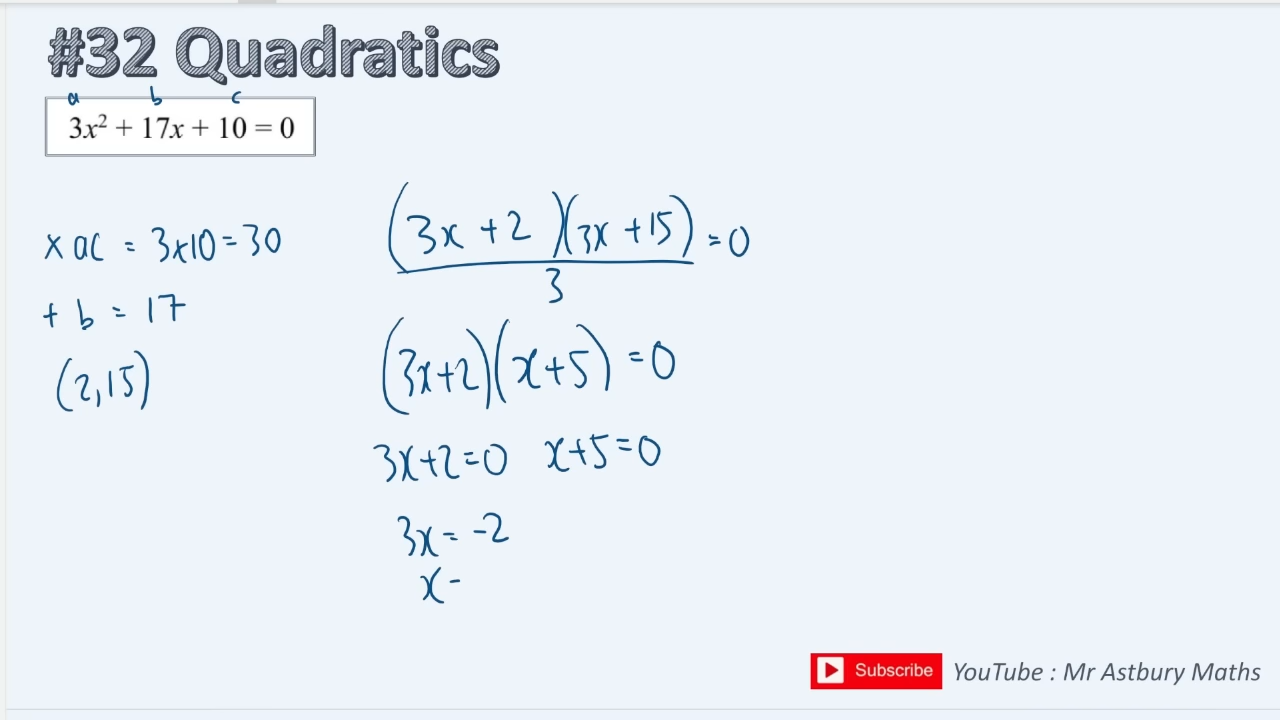 #32 Quadratics
a b c
3x² + 17x + 10 = 0
x ac = 3x10 = 30
+ b = 17
(2,15)
(3x + 2)(3x + 15) = 0
3
(3x+2)(x+5) = 0
3x+2=0 x+5=0
3x = -2
x -
Subscribe YouTube : Mr Astbury Maths